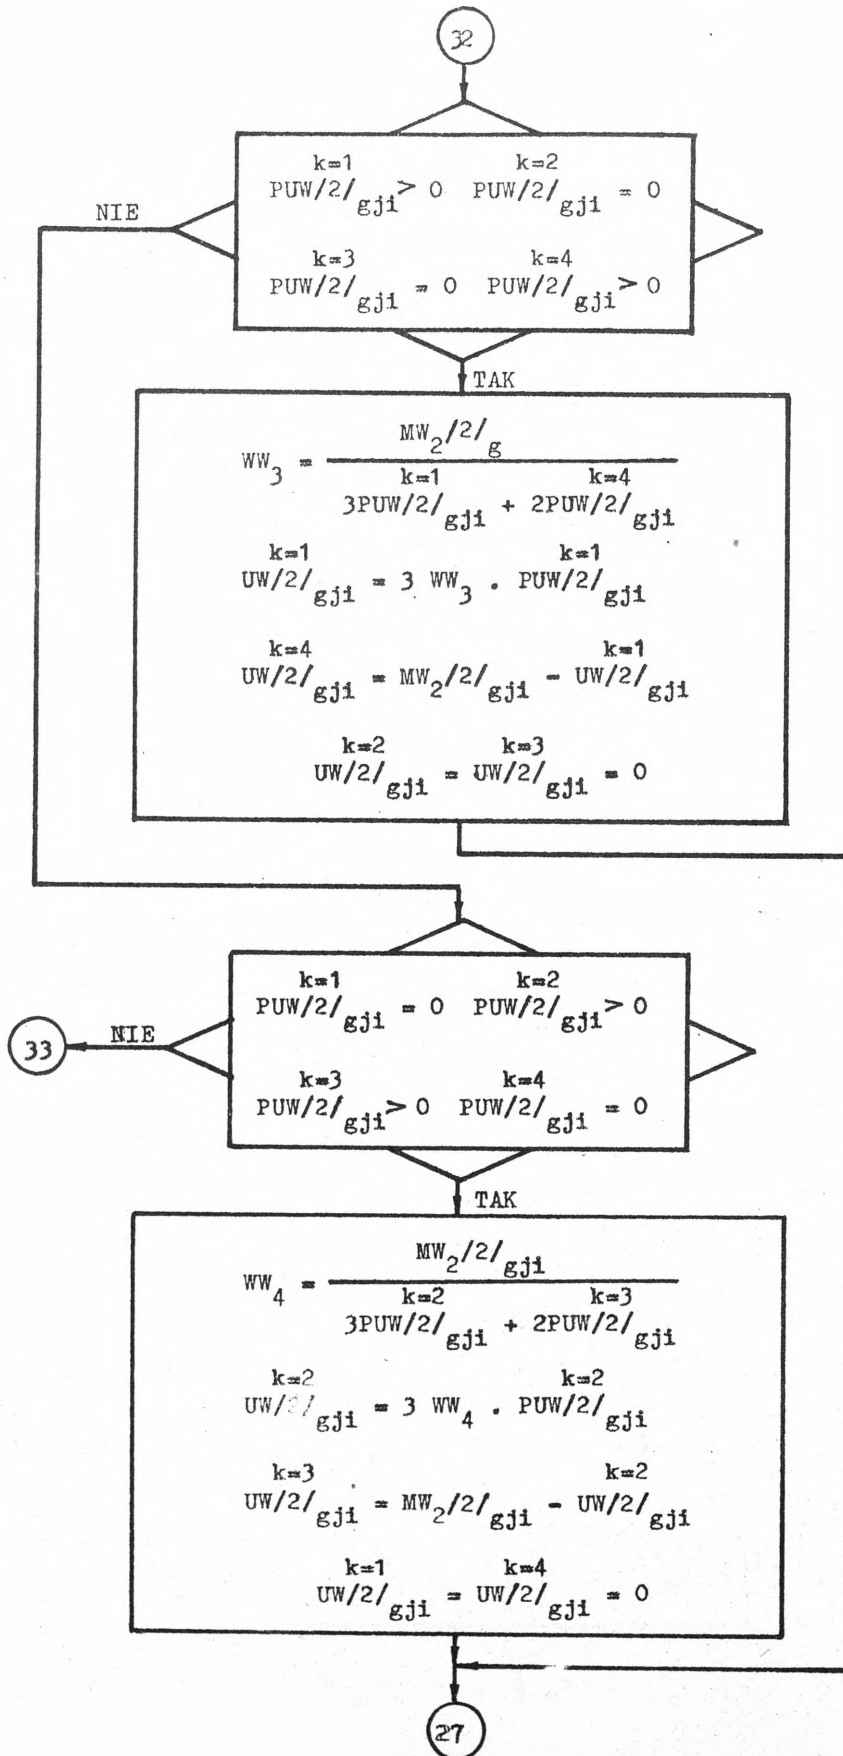 32
k=1 k=2
PUW/2/gji > 0 PUW/2/gji = 0
NIE
k=3 k=4
PUW/2/gji = 0 PUW/2/gji > 0
TAK
MW2/2/g
WW3 =
k=1 k=4
3PUW/2/gji + 2PUW/2/gji
k=1 k=1
UW/2/gji = 3 WW3 . PUW/2/gji
k=4 k=1
UW/2/gji = MW2/2/gji - UW/2/gji
k=2 k=3
UW/2/gji = UW/2/gji = 0
k=1 k=2
PUW/2/gji = 0 PUW/2/gji > 0
33 NIE
k=3 k=4
PUW/2/gji > 0 PUW/2/gji = 0
TAK
MW2/2/gji
WW4 =
k=2 k=3
3PUW/2/gji + 2PUW/2/gji
k=2 k=2
UW/2/gji = 3 WW4 . PUW/2/gji
k=3 k=2
UW/2/gji = MW2/2/gji - UW/2/gji
k=1 k=4
UW/2/gji = UW/2/gji = 0
27